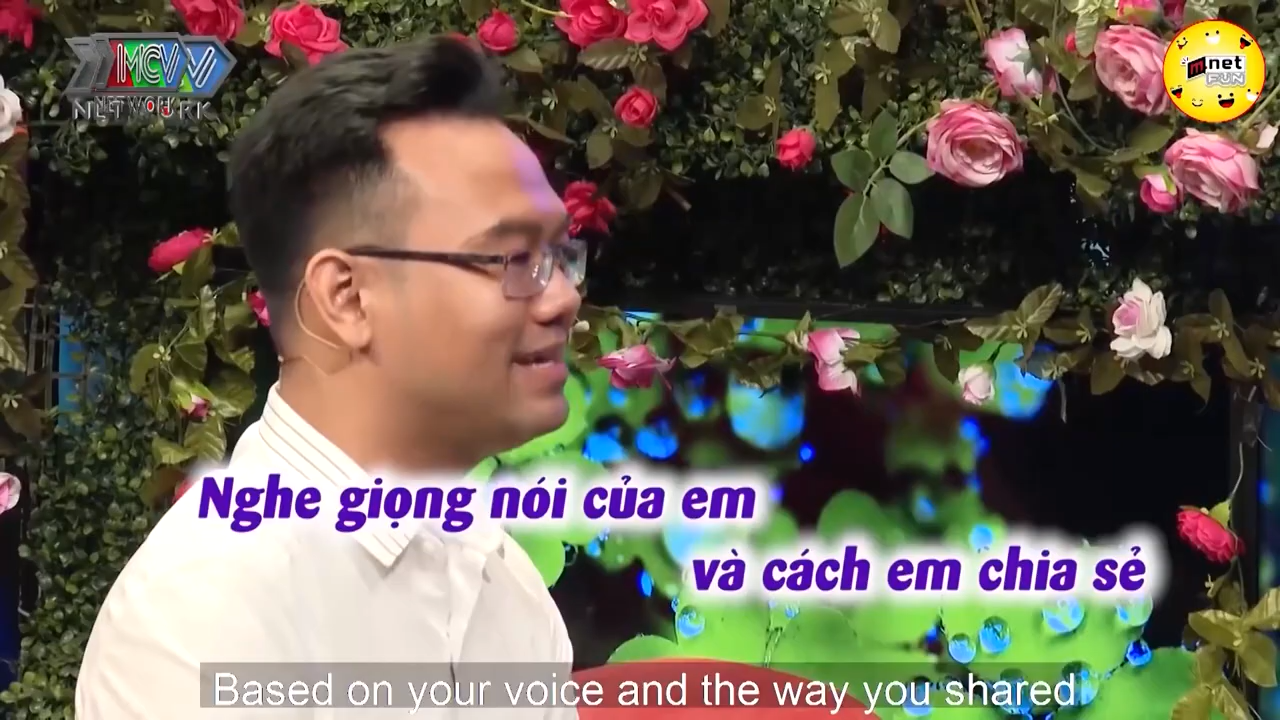 MCV
NETWORK
mnet
FUN
Nghe giọng nói của em
và cách em chia sẻ
Based on your voice and the way you shared